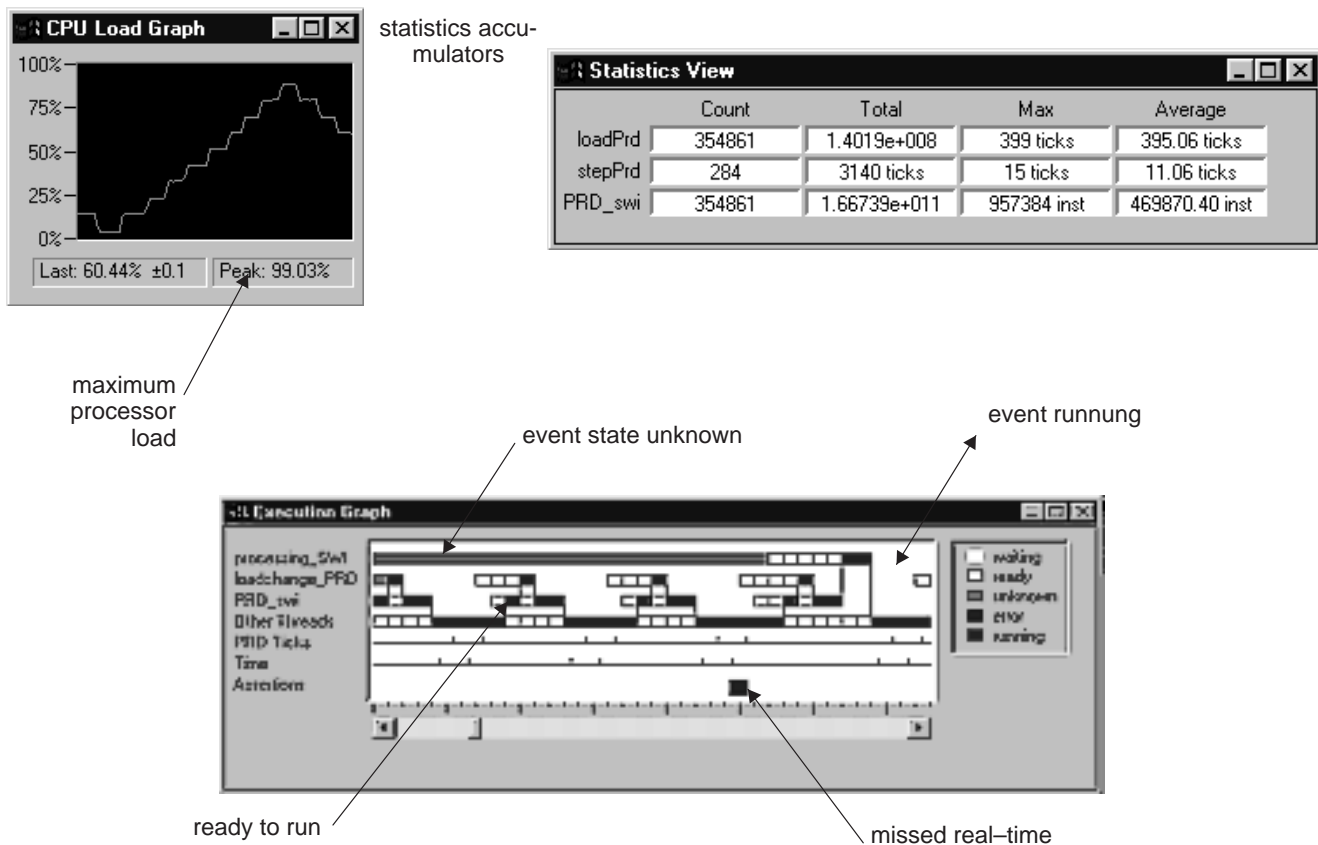 CPU Load Graph
100%
75%
50%
25%
0%
Last: 60.44% ±0.1
Peak: 99.03%
statistics accu-
mulators
Statistics View
Count Total Max Average
loadPrd 354861 1.4019e+008 399 ticks 395.06 ticks
stepPrd 284 3140 ticks 15 ticks 11.06 ticks
PRD_swi 354861 1.66739e+011 957384 inst 469870.40 inst
maximum
processor
load
event state unknown
event runnung
Execution Graph
processing_SWI
loadchange_PRD
PRD_swi
Other Threads
PRD Ticks
Time
Assertions
waiting
ready
unknown
error
running
ready to run
missed real–time